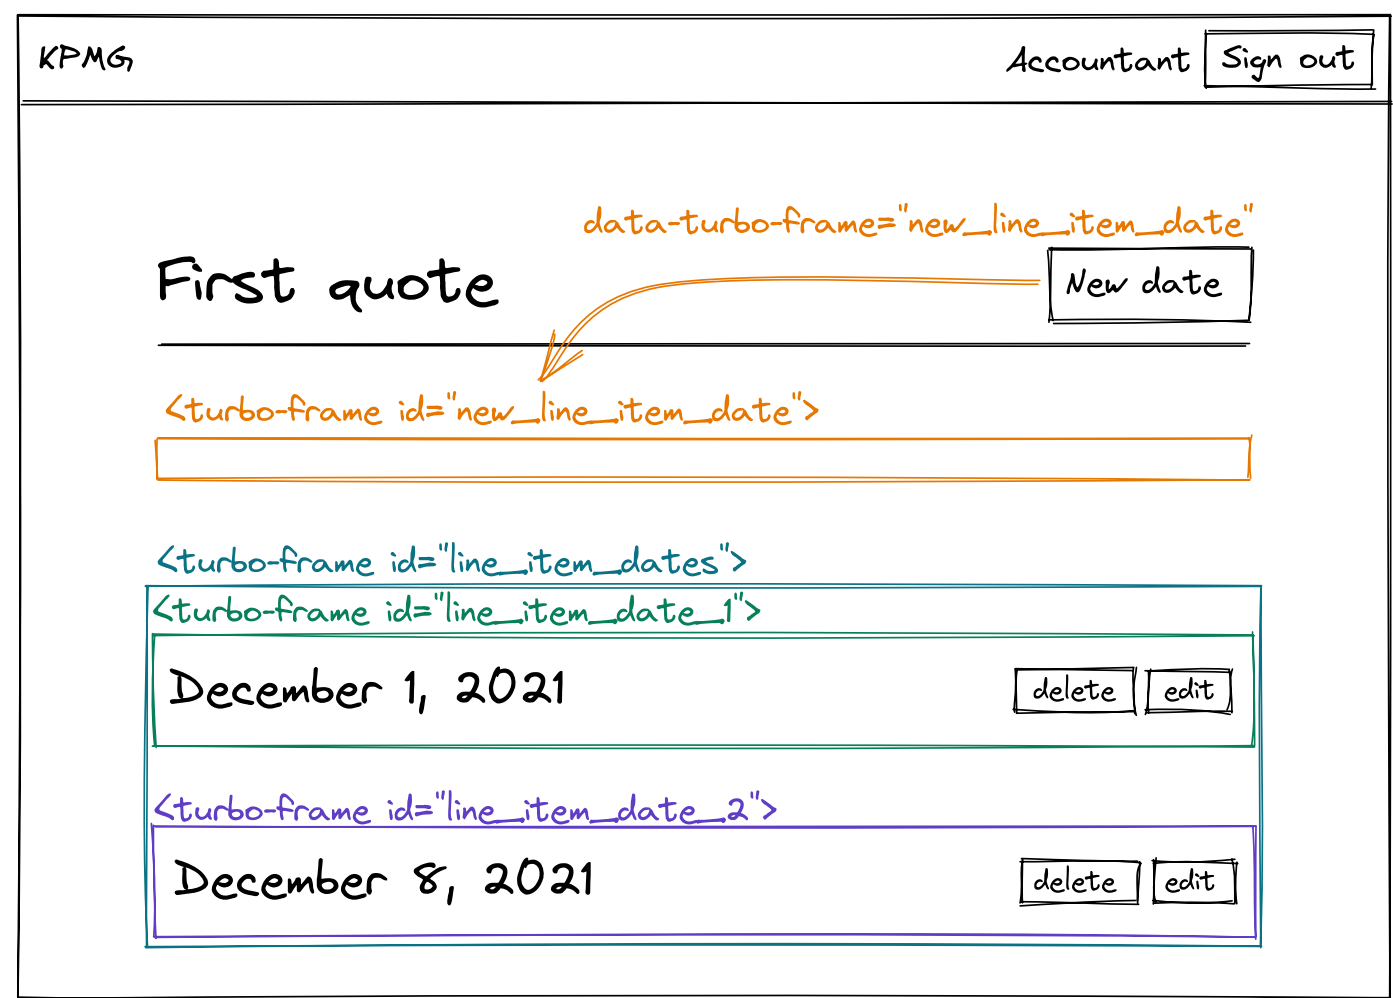 KPMG
Accountant Sign out
data-turbo-frame="new_line_item_date"
First quote New date
<turbo-frame id="new_line_item_date">
<turbo-frame id="line_item_dates">
<turbo-frame id="line_item_date_1">
December 1, 2021 delete edit
<turbo-frame id="line_item_date_2">
December 8, 2021 delete edit